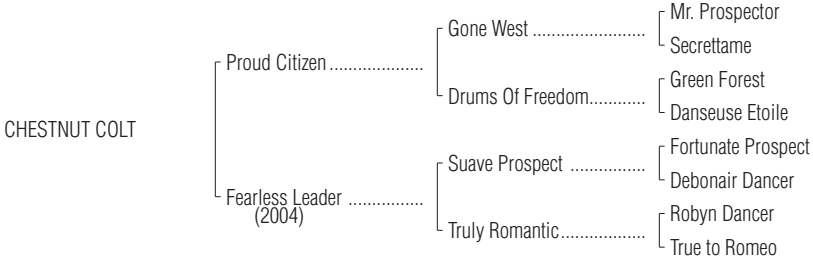 Mr. Prospector
Gone West ........................
Secrettame
Proud Citizen ....................
Green Forest
Drums Of Freedom............
Danseuse Etoile
CHESTNUT COLT
Fortunate Prospect
Suave Prospect ................
Debonair Dancer
Fearless Leader ................
(2004)
Robyn Dancer
Truly Romantic..................
True to Romeo